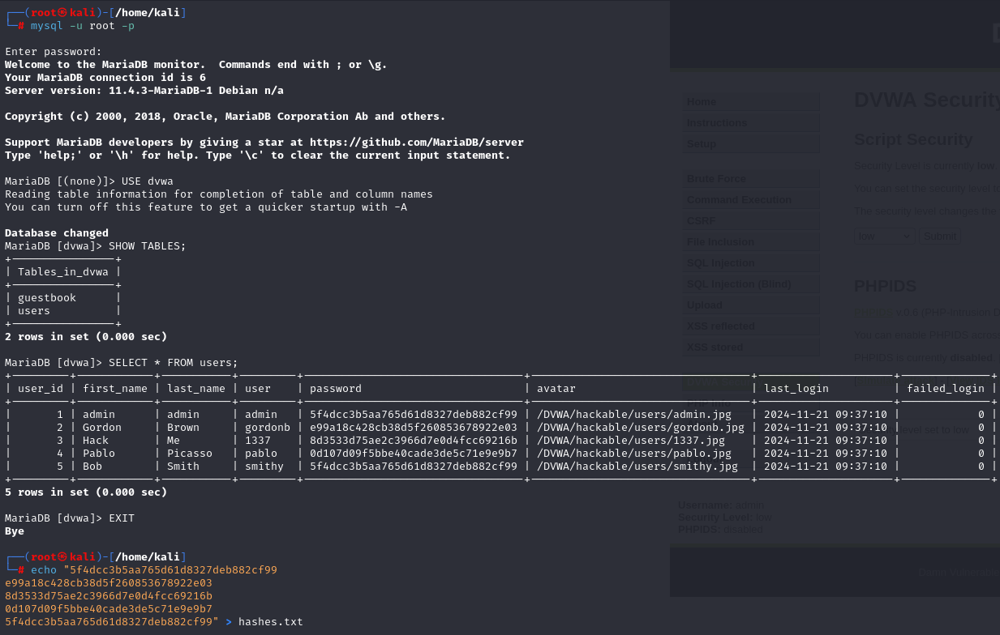 ┌──(root㉿kali)-[/home/kali]
└─# mysql -u root -p
Enter password:
Welcome to the MariaDB monitor.  Commands end with ; or \g.
Your MariaDB connection id is 6
Server version: 11.4.3-MariaDB-1 Debian n/a
Copyright (c) 2000, 2018, Oracle, MariaDB Corporation Ab and others.
Support MariaDB developers by giving a star at https://github.com/MariaDB/server
Type 'help;' or '\h' for help. Type '\c' to clear the current input statement.
MariaDB [(none)]> USE dvwa
Reading table information for completion of table and column names
You can turn off this feature to get a quicker startup with -A
Database changed
MariaDB [dvwa]> SHOW TABLES;
+----------------+
| Tables_in_dvwa |
+----------------+
| guestbook      |
| users          |
+----------------+
2 rows in set (0.000 sec)
MariaDB [dvwa]> SELECT * FROM users;
| user_id | first_name | last_name | user    | password                         | avatar                          | last_login          | failed_login |
|       1 | admin      | admin     | admin   | 5f4dcc3b5aa765d61d8327deb882cf99 | /DVWA/hackable/users/admin.jpg   | 2024-11-21 09:37:10 |            0 |
|       2 | Gordon     | Brown     | gordonb | e99a18c428cb38d5f260853678922e03 | /DVWA/hackable/users/gordonb.jpg | 2024-11-21 09:37:10 |            0 |
|       3 | Hack       | Me        | 1337    | 8d3533d75ae2c3966d7e0d4fcc69216b | /DVWA/hackable/users/1337.jpg    | 2024-11-21 09:37:10 |            0 |
|       4 | Pablo      | Picasso   | pablo   | 0d107d09f5bbe40cade3de5c71e9e9b7 | /DVWA/hackable/users/pablo.jpg   | 2024-11-21 09:37:10 |            0 |
|       5 | Bob        | Smith     | smithy  | 5f4dcc3b5aa765d61d8327deb882cf99 | /DVWA/hackable/users/smithy.jpg  | 2024-11-21 09:37:10 |            0 |
5 rows in set (0.000 sec)
MariaDB [dvwa]> EXIT
Bye
┌──(root㉿kali)-[/home/kali]
└─# echo "5f4dcc3b5aa765d61d8327deb882cf99
e99a18c428cb38d5f260853678922e03
8d3533d75ae2c3966d7e0d4fcc69216b
0d107d09f5bbe40cade3de5c71e9e9b7
5f4dcc3b5aa765d61d8327deb882cf99" > hashes.txt
Home
Instructions
Setup
Brute Force
Command Execution
CSRF
File Inclusion
SQL Injection
SQL Injection (Blind)
Upload
XSS reflected
XSS stored
PHP Info
DVWA Security
Script Security
Security Level is currently low
You can set the security level to
The security level changes the
low
Submit
PHPIDS
v.0.6 (PHP-Intrusion D
You can enable PHPIDS across
PHPIDS is currently disabled
level set to low
Username: admin
Security Level: low
PHPIDS: disabled
Damn Vulnerable